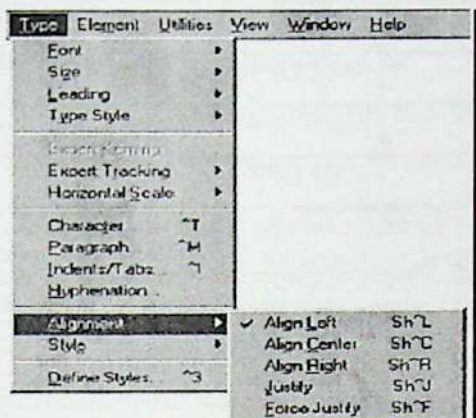 Type Element Utilities View Window Help
Font
Size
Leading
Type Style
Expert Kerning
Expert Tracking
Horizontal Scale
Character ^T
Paragraph ^M
Indents/Tabs... ^I
Hyphenation...
Alignment
Style
Define Styles... ^3
Align Left Sh^L
Align Center Sh^C
Align Right Sh^R
Justify Sh^J
Force Justify Sh^F